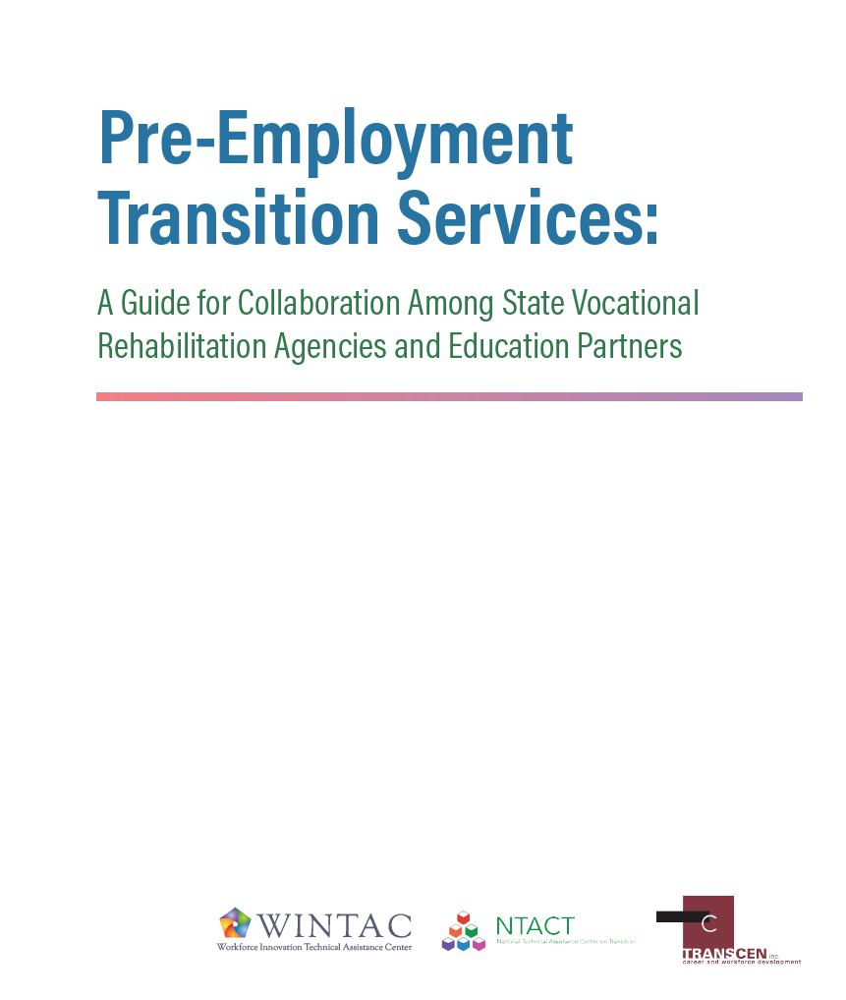 Pre-Employment
Transition Services:
A Guide for Collaboration Among State Vocational
Rehabilitation Agencies and Education Partners
WINTAC
Workforce Innovation Technical Assistance Center
NTACT
National Technical Assistance Center on Transition
C
TRANSCEN inc.
career and workforce development